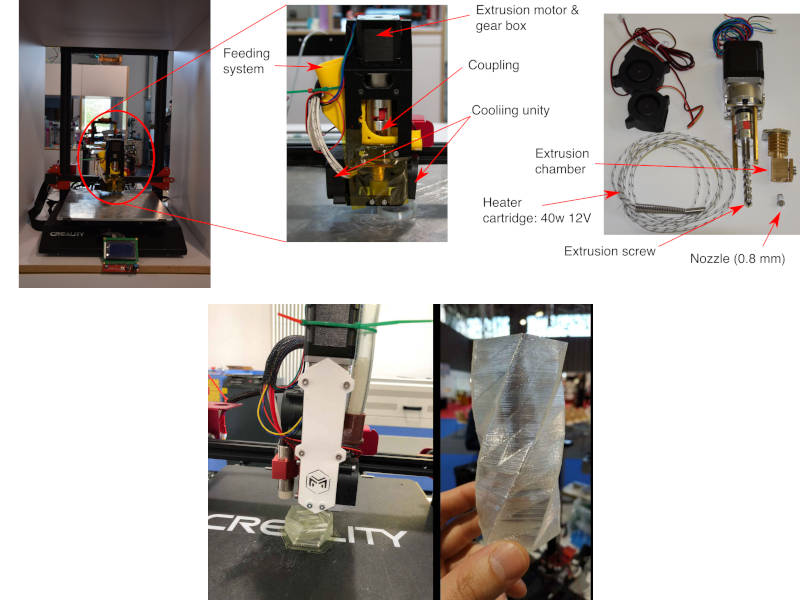 Extrusion motor &
gear box
Feeding
system
Coupling
Cooliing unity
Extrusion
chamber
Heater
cartridge: 40w 12V
Extrusion screw
Nozzle (0.8 mm)
CREALITY
CREALITY